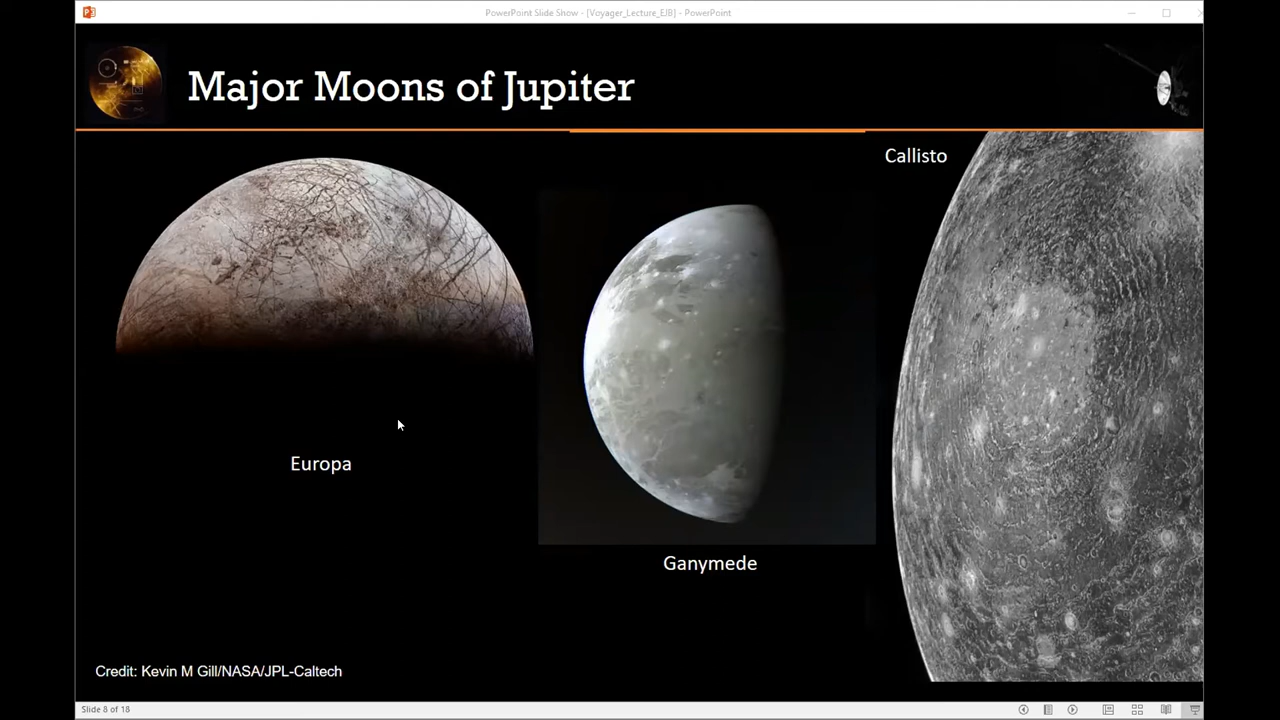 PowerPoint Slide Show - [Voyager_Lecture_EJB] - PowerPoint
Major Moons of Jupiter
Callisto
Europa
Ganymede
Credit: Kevin M Gill/NASA/JPL-Caltech
Slide 8 of 18